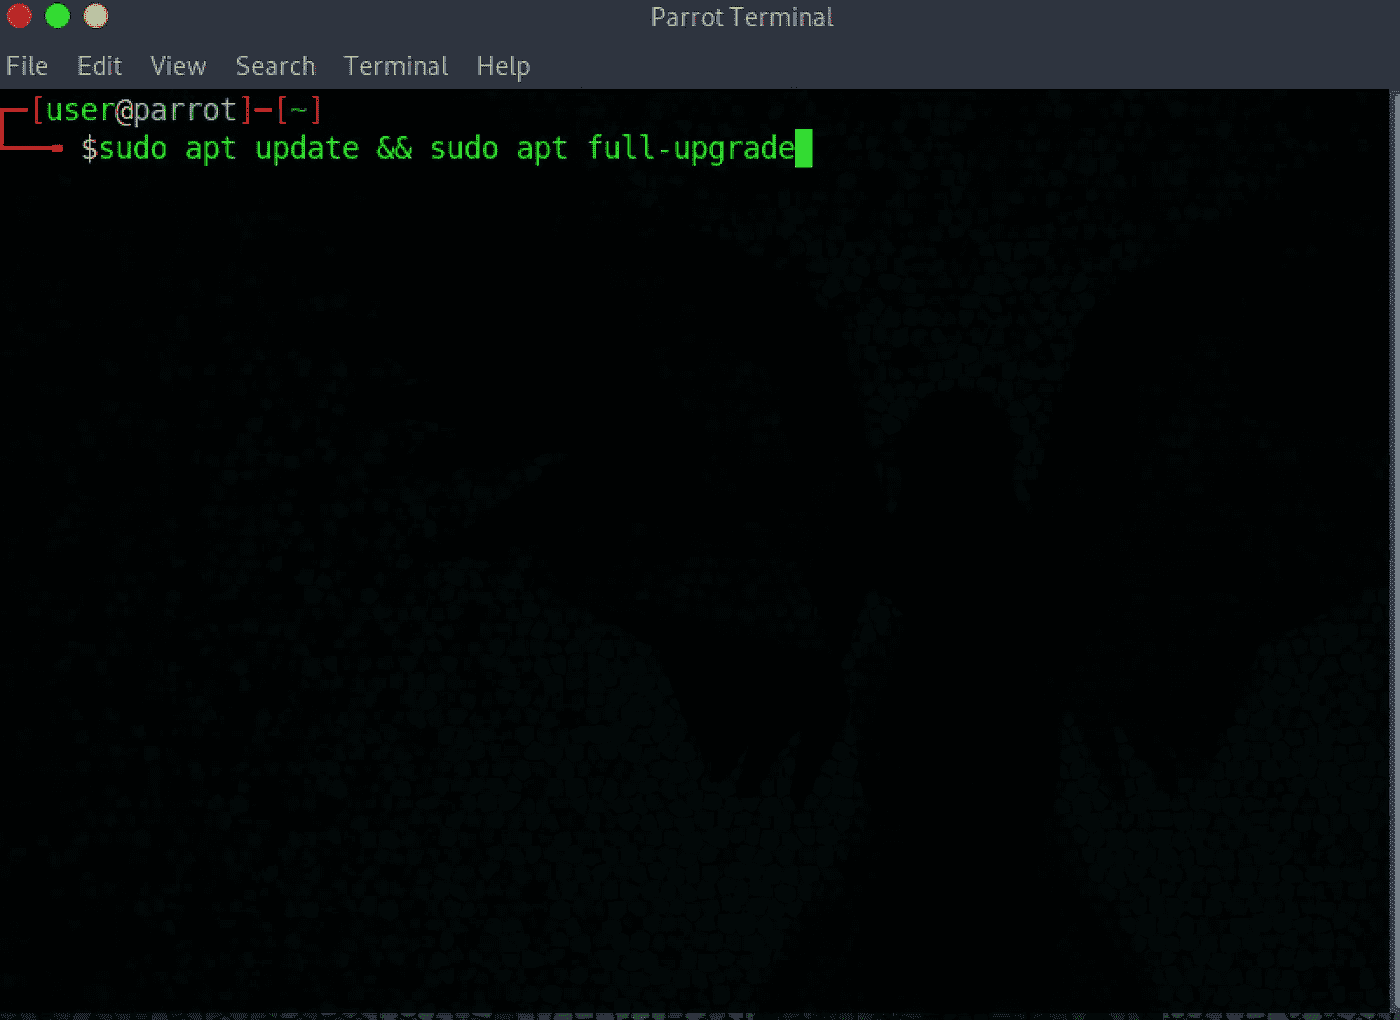 Parrot Terminal
File Edit View Search Terminal Help
[user@parrot]-[~]
$sudo apt update && sudo apt full-upgrade